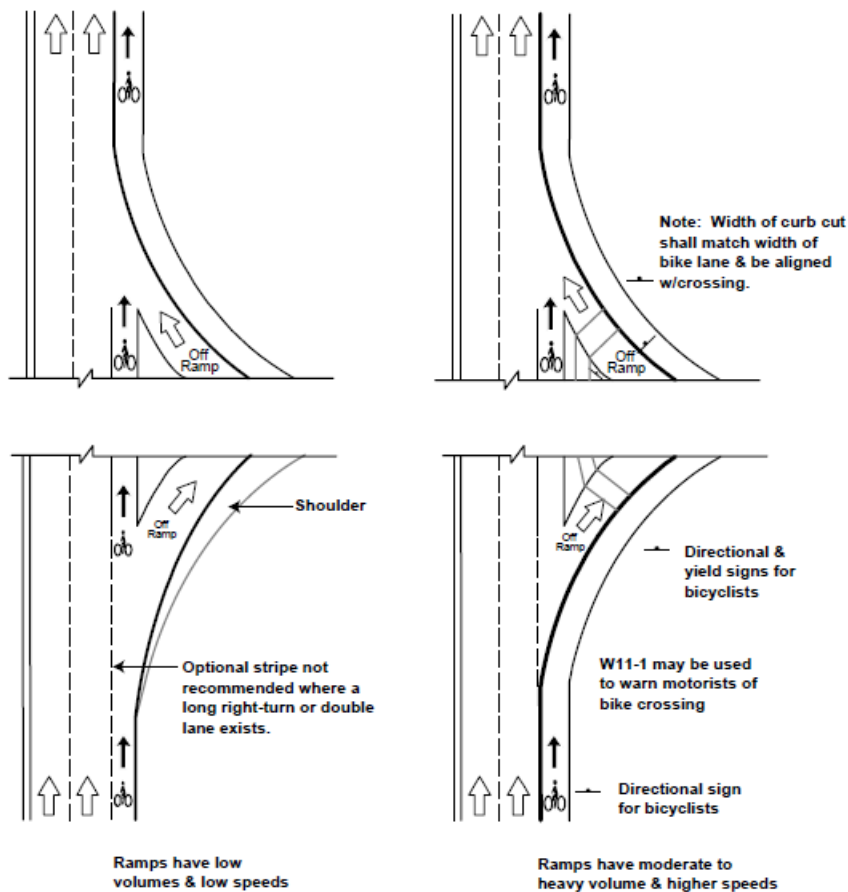 Note: Width of curb cut
shall match width of
bike lane & be aligned
w/crossing.
Off
Ramp
Off
Ramp
Shoulder
Off
Ramp
Off
Ramp
Directional &
yield signs for
bicyclists
Optional stripe not
recommended where a
long right-turn or double
lane exists.
W11-1 may be used
to warn motorists of
bike crossing
Directional sign
for bicyclists
Ramps have low
volumes & low speeds
Ramps have moderate to
heavy volume & higher speeds